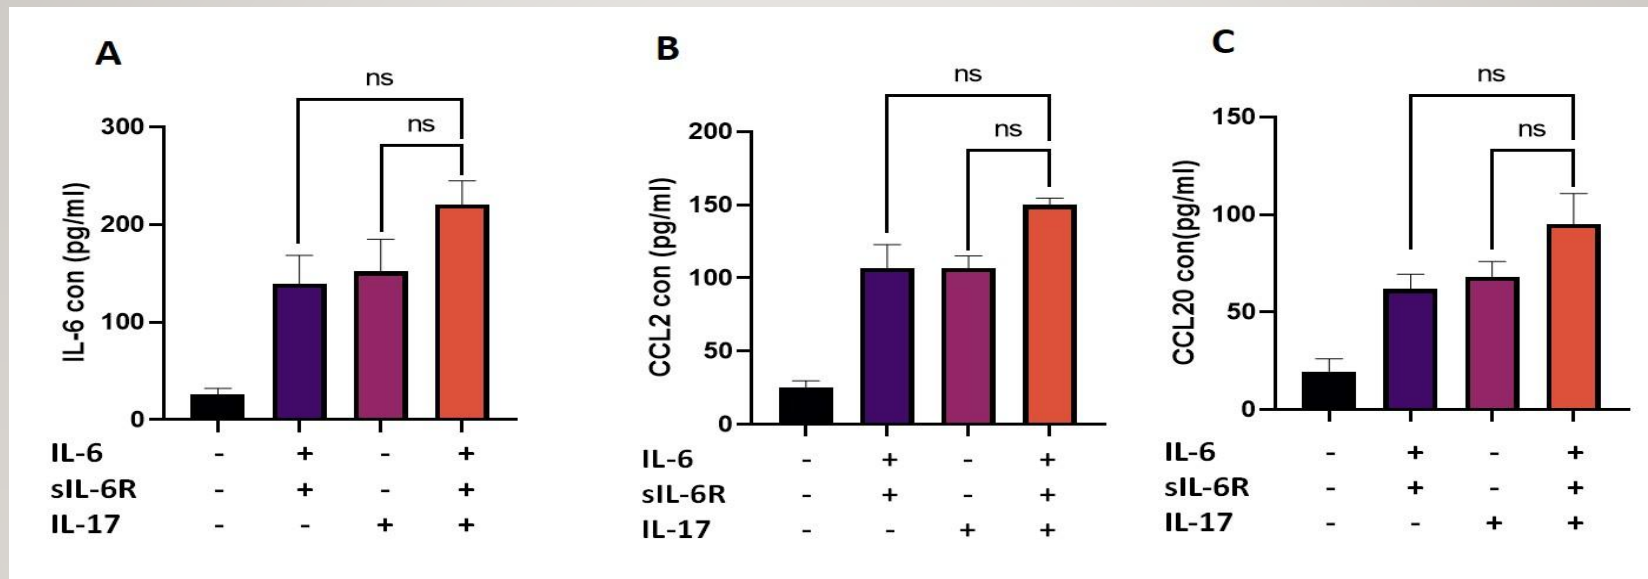 A
ns
ns
IL-6 con (pg/ml)
300
200
100
0
IL-6 - + - +
sIL-6R - + - +
IL-17 - - + +
B
ns
ns
CCL2 con (pg/ml)
200
150
100
50
0
IL-6 - + - +
sIL-6R - + - +
IL-17 - - + +
C
ns
ns
CCL20 con(pg/ml)
150
100
50
0
IL-6 - + - +
sIL-6R - + - +
IL-17 - - + +